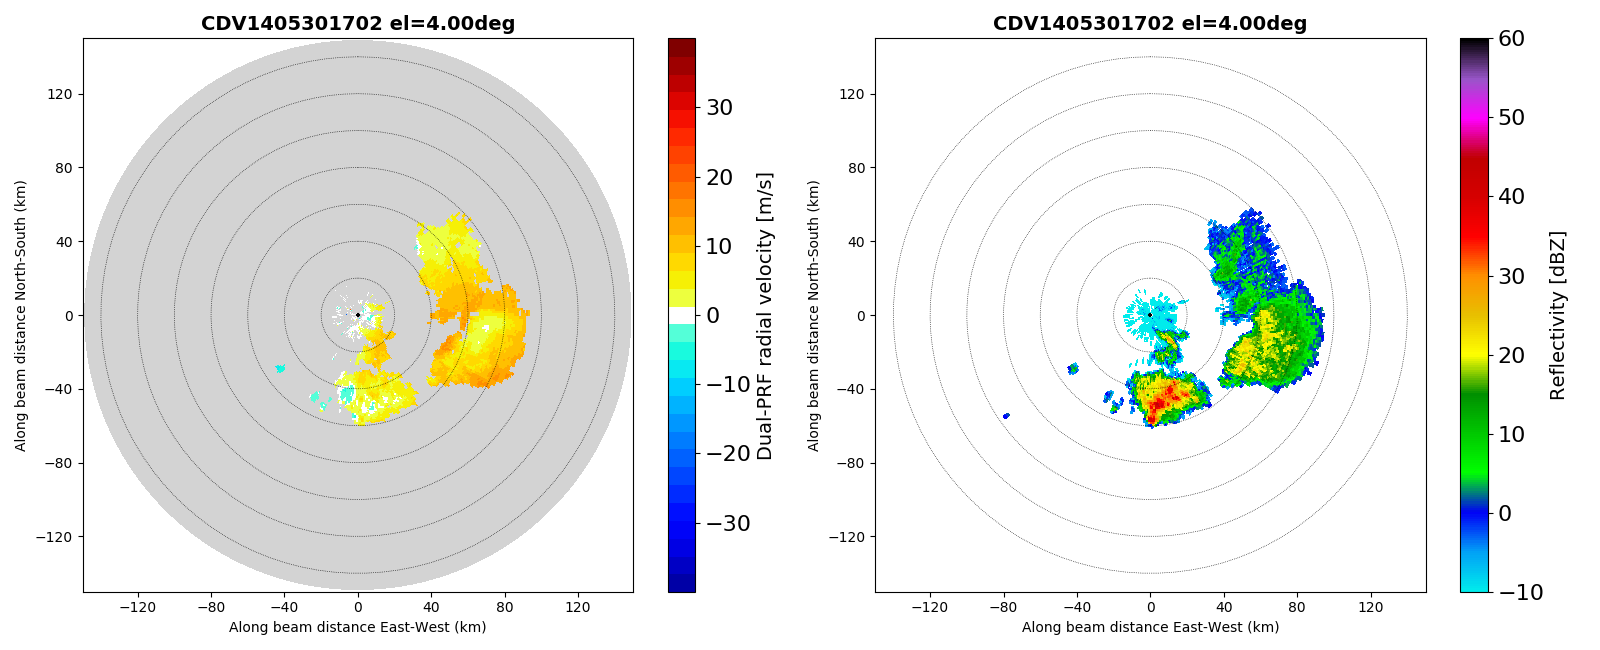 CDV1405301702 el=4.00deg
120
80
40
0
−40
−80
−120
Along beam distance North-South (km)
−120 −80 −40 0 40 80 120
Along beam distance East-West (km)
30
20
10
0
−10
−20
−30
Dual-PRF radial velocity [m/s]
CDV1405301702 el=4.00deg
120
80
40
0
−40
−80
−120
Along beam distance North-South (km)
−120 −80 −40 0 40 80 120
Along beam distance East-West (km)
60
50
40
30
20
10
0
−10
Reflectivity [dBZ]